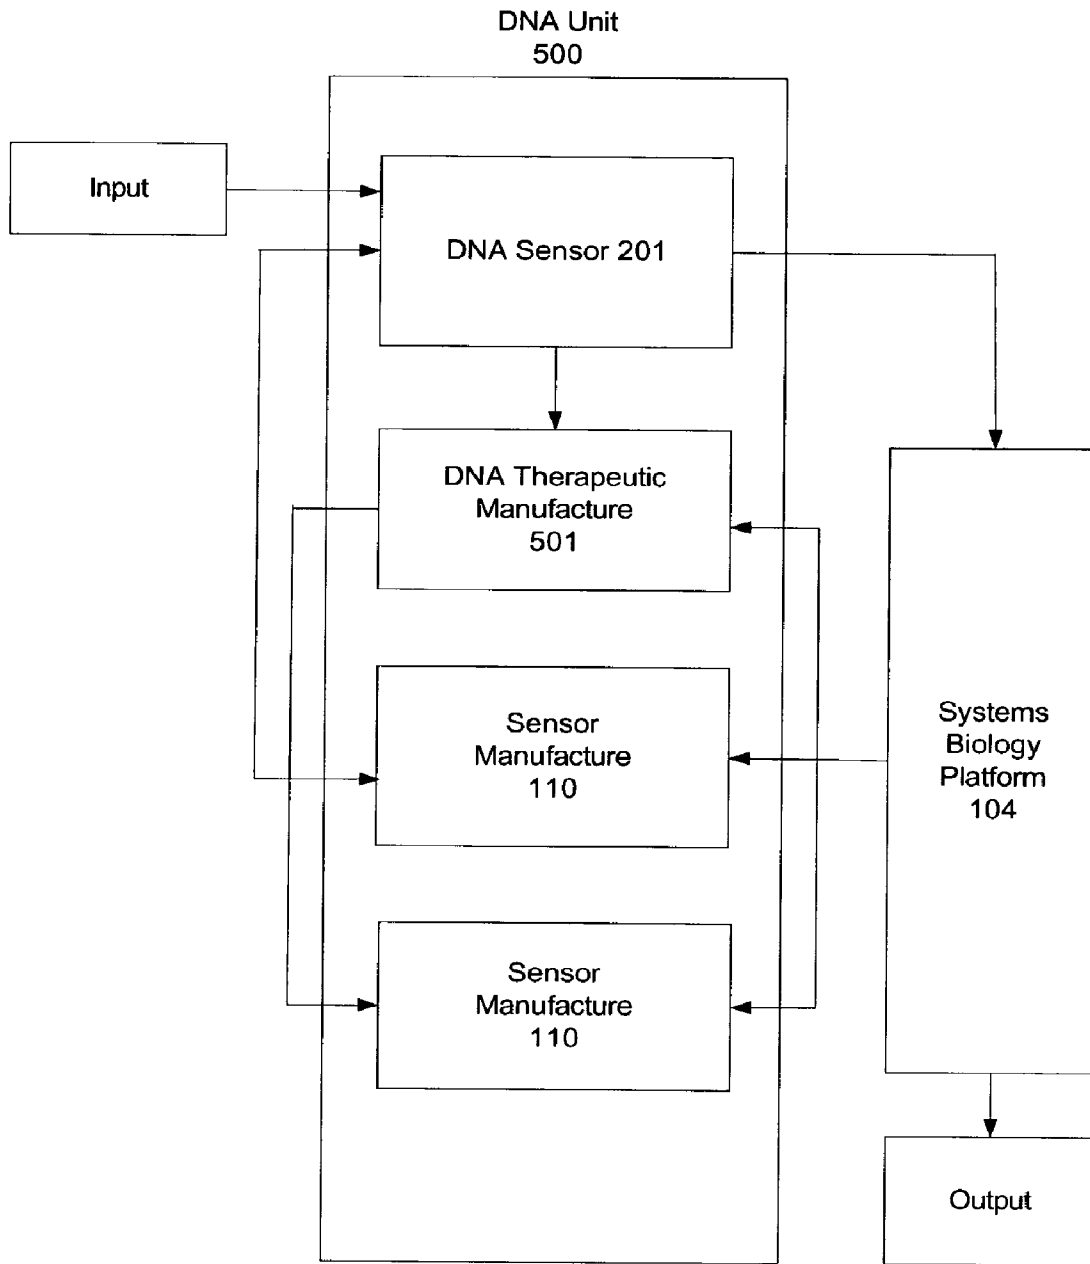 DNA Unit
500
Input
DNA Sensor 201
DNA Therapeutic
Manufacture
501
Sensor
Manufacture
110
Systems
Biology
Platform
104
Sensor
Manufacture
110
Output